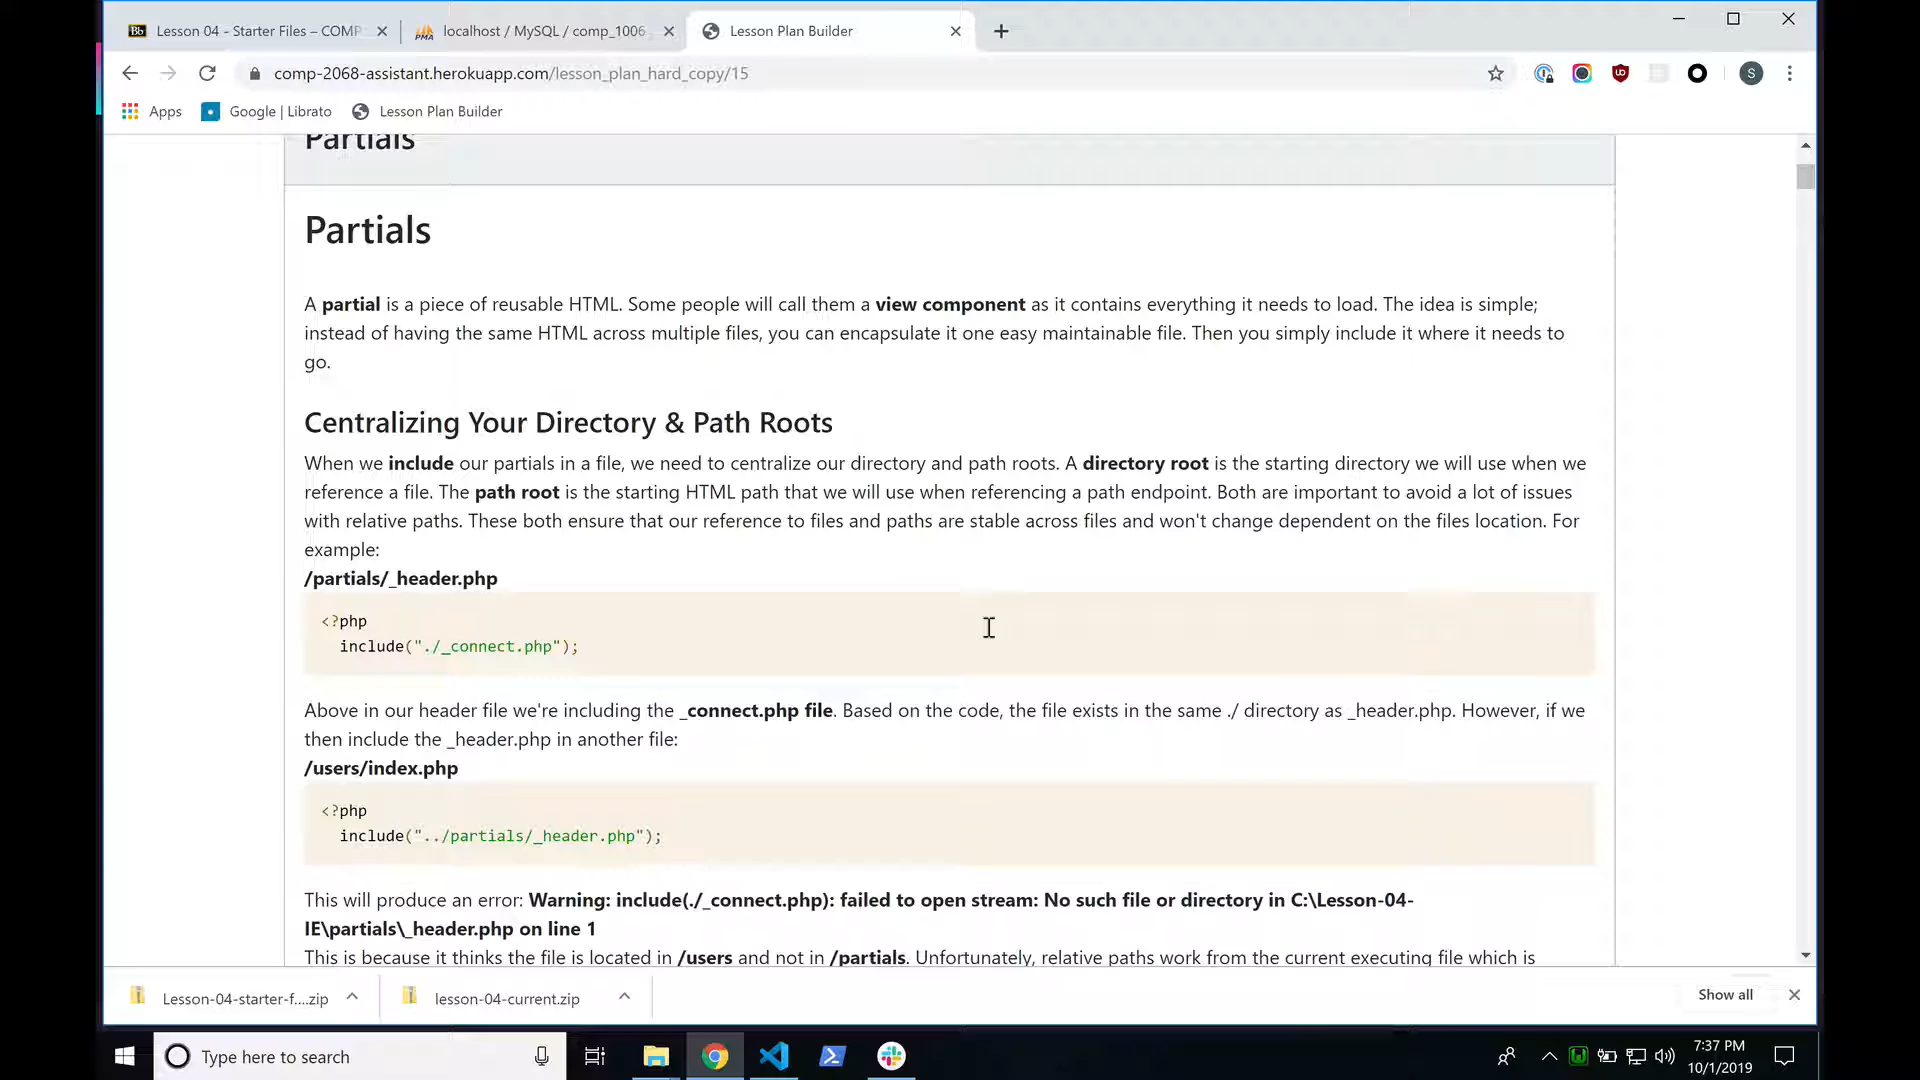 Lesson 04 - Starter Files – COMP
localhost / MySQL / comp_1006
Lesson Plan Builder
comp-2068-assistant.herokuapp.com/lesson_plan_hard_copy/15
S
Apps
Google | Librato
Lesson Plan Builder
Partials
Partials
A partial is a piece of reusable HTML. Some people will call them a view component as it contains everything it needs to load. The idea is simple;
instead of having the same HTML across multiple files, you can encapsulate it one easy maintainable file. Then you simply include it where it needs to
go.
Centralizing Your Directory & Path Roots
When we include our partials in a file, we need to centralize our directory and path roots. A directory root is the starting directory we will use when we
reference a file. The path root is the starting HTML path that we will use when referencing a path endpoint. Both are important to avoid a lot of issues
with relative paths. These both ensure that our reference to files and paths are stable across files and won't change dependent on the files location. For
example:
/partials/_header.php
<?php
include("./_connect.php");
Above in our header file we're including the _connect.php file. Based on the code, the file exists in the same ./ directory as _header.php. However, if we
then include the _header.php in another file:
/users/index.php
<?php
include("../partials/_header.php");
This will produce an error: Warning: include(./_connect.php): failed to open stream: No such file or directory in C:\Lesson-04-
IE\partials\_header.php on line 1
This is because it thinks the file is located in /users and not in /partials. Unfortunately, relative paths work from the current executing file which is
Lesson-04-starter-f....zip
lesson-04-current.zip
Show all
Type here to search
7:37 PM
10/1/2019